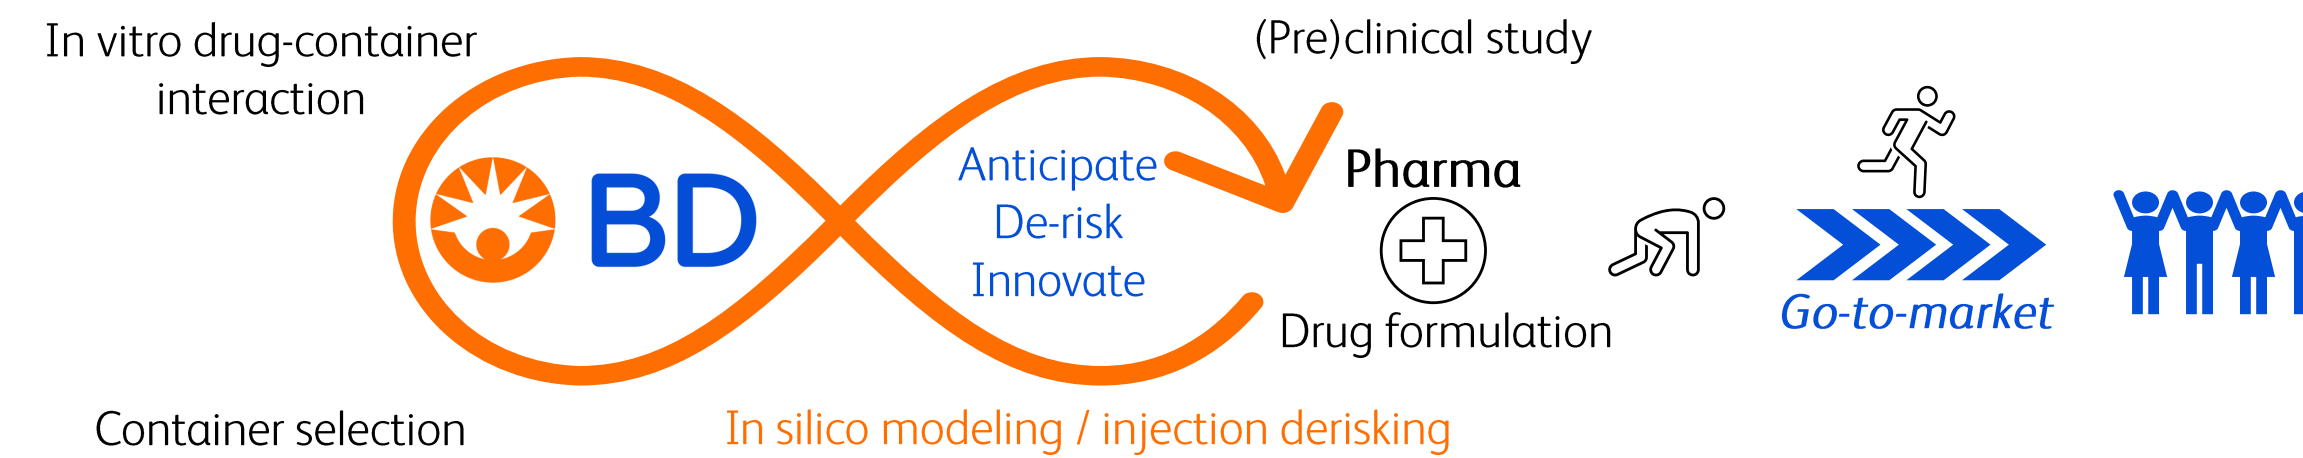 In vitro drug-container
interaction
(Pre)clinical study
BD
Anticipate
De-risk
Innovate
Pharma
Drug formulation
Go-to-market
Container selection
In silico modeling / injection derisking